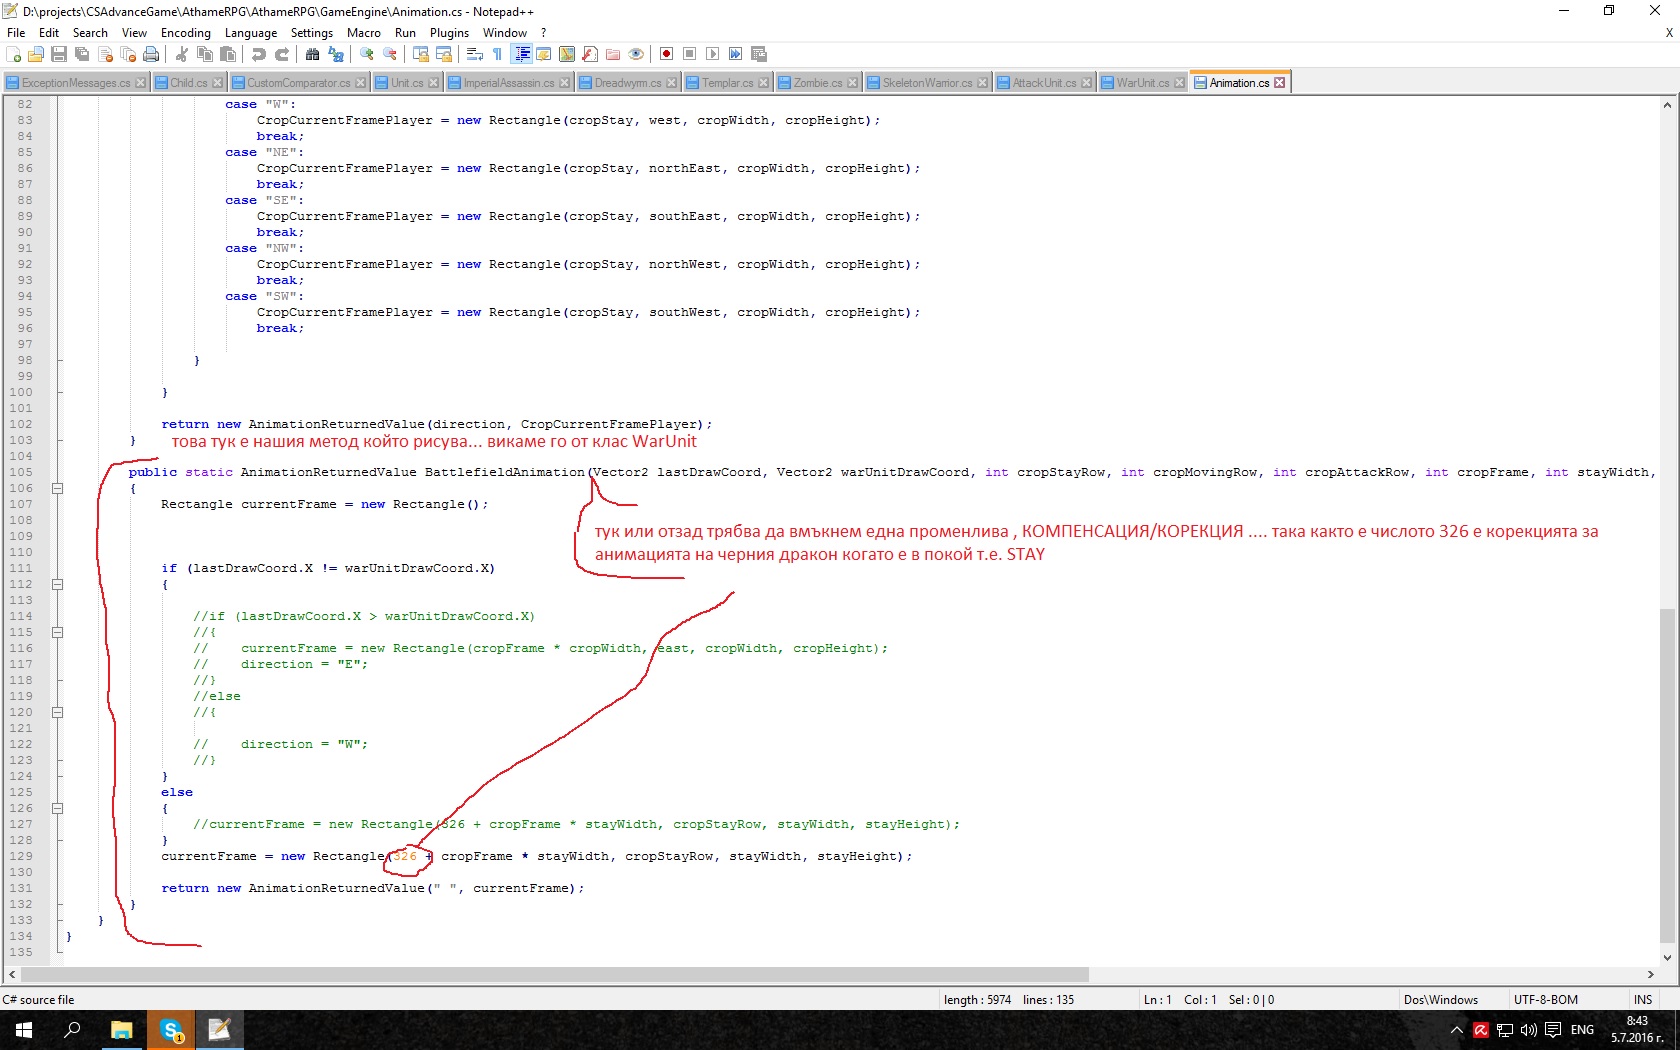 D:\projects\CSAdvanceGame\AthameRPG\AthameRPG\GameEngine\Animation.cs - Notepad++
File Edit Search View Encoding Language Settings Macro Run Plugins Window ? X
ExceptionMessages.cs Child.cs CustomComparator.cs Unit.cs ImperialAssassin.cs Dreadwyrm.cs Templar.cs Zombie.cs SkeletonWarrior.cs AttackUnit.cs WarUnit.cs Animation.cs
82 case "W":
83 CropCurrentFramePlayer = new Rectangle(cropStay, west, cropWidth, cropHeight);
84 break;
85 case "NE":
86 CropCurrentFramePlayer = new Rectangle(cropStay, northEast, cropWidth, cropHeight);
87 break;
88 case "SE":
89 CropCurrentFramePlayer = new Rectangle(cropStay, southEast, cropWidth, cropHeight);
90 break;
91 case "NW":
92 CropCurrentFramePlayer = new Rectangle(cropStay, northWest, cropWidth, cropHeight);
93 break;
94 case "SW":
95 CropCurrentFramePlayer = new Rectangle(cropStay, southWest, cropWidth, cropHeight);
96 break;
97
98 }
99
100 }
101
102 return new AnimationReturnedValue(direction, CropCurrentFramePlayer);
103 } това тук е нашия метод който рисува... викаме го от клас WarUnit
104
105 public static AnimationReturnedValue BattlefieldAnimation(Vector2 lastDrawCoord, Vector2 warUnitDrawCoord, int cropStayRow, int cropMovingRow, int cropAttackRow, int cropFrame, int stayWidth,
106 {
107 Rectangle currentFrame = new Rectangle();
108
тук или отзад трябва да вмъкнем една променлива , КОМПЕНСАЦИЯ/КОРЕКЦИЯ .... така както е числото 326 е корекцията за
109
анимацията на черния дракон когато е в покой т.е. STAY
110
111 if (lastDrawCoord.X != warUnitDrawCoord.X)
112 {
113
114 //if (lastDrawCoord.X > warUnitDrawCoord.X)
115 //{
116 // currentFrame = new Rectangle(cropFrame * cropWidth, east, cropWidth, cropHeight);
117 // direction = "E";
118 //}
119 //else
120 //{
121
122 // direction = "W";
123 //}
124 }
125 else
126 {
127 //currentFrame = new Rectangle(326 + cropFrame * stayWidth, cropStayRow, stayWidth, stayHeight);
128 }
129 currentFrame = new Rectangle(326 + cropFrame * stayWidth, cropStayRow, stayWidth, stayHeight);
130
131 return new AnimationReturnedValue(" ", currentFrame);
132 }
133 }
134 }
135
C# source file length : 5974 lines : 135 Ln : 1 Col : 1 Sel : 0 | 0 Dos\Windows UTF-8-BOM INS
S 1 ENG 8:43
5.7.2016 г.